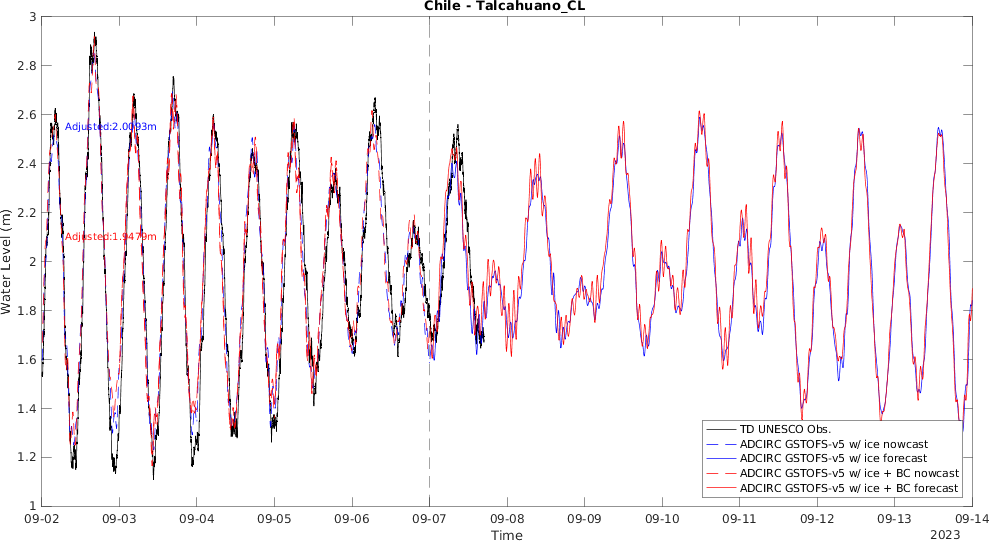 Chile - Talcahuano_CL
3
2.8
2.6
2.4
2.2
2
1.8
1.6
1.4
1.2
1
Water Level (m)
Adjusted:2.0093m
Adjusted:1.9479m
TD UNESCO Obs.
ADCIRC GSTOFS-v5 w/ ice nowcast
ADCIRC GSTOFS-v5 w/ ice forecast
ADCIRC GSTOFS-v5 w/ ice + BC nowcast
ADCIRC GSTOFS-v5 w/ ice + BC forecast
09-02 09-03 09-04 09-05 09-06 09-07 09-08 09-09 09-10 09-11 09-12 09-13 09-14
Time
2023